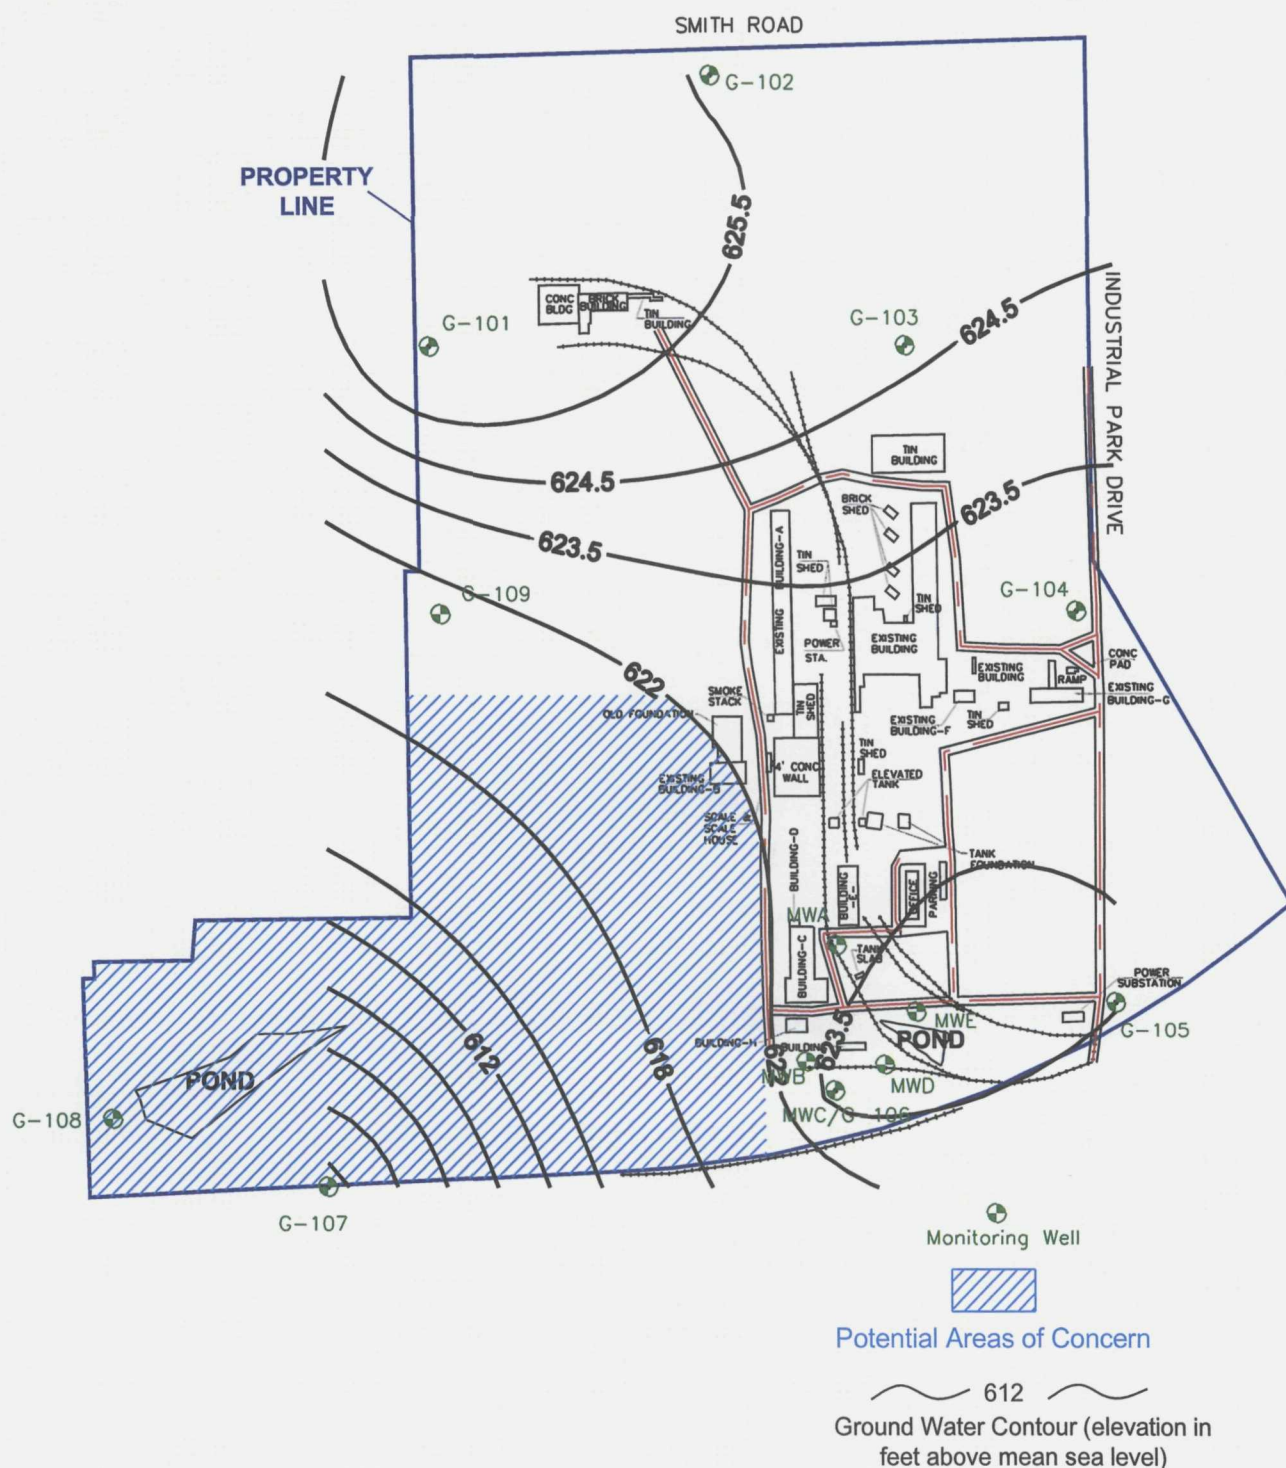 SMITH ROAD
G-102
PROPERTY
LINE
625.5
CONC
BLDG
BRICK
BUILDING
TIN
BUILDING
G-101
G-103
624.5
INDUSTRIAL PARK DRIVE
624.5
TIN
BUILDING
623.5
623.5
BRICK
SHED
EXISTING BUILDING-A
TIN
SHED
G-109
G-104
TIN
SHED
POWER
STA.
EXISTING
BUILDING
CONC
PAD
622
EXISTING
BUILDING
RAMP
EXISTING
BUILDING-G
SMOKE
STACK
TIN
SHED
OLD FOUNDATION
EXISTING
BUILDING-F
TIN
SHED
4' CONC
WALL
TIN
SHED
EXISTING
BUILDING-B
ELEVATED
TANK
SCALE &
SCALE
HOUSE
BUILDING-D
TANK
FOUNDATION
BUILDING
-E-
OFFICE
PARKING
MWA
TANK
SLAB
BUILDING-C
POWER
SUBSTATION
MWE
G-105
623.5
POND
BUILDING-H
BUILDING
622
MWB
MWD
MWC/G-106
612
618
POND
G-108
G-107
Monitoring Well
Potential Areas of Concern
612
Ground Water Contour (elevation in
feet above mean sea level)